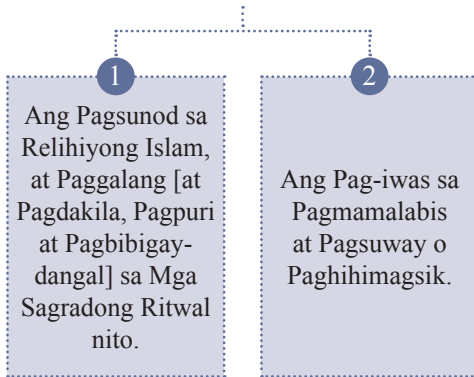 1
Ang Pagsunod sa
Relihiyong Islam,
at Paggalang [at
Pagdakila, Pagpuri
at Pagbibigay-
dangal] sa Mga
Sagradong Ritwal
nito.
2
Ang Pag-iwas sa
Pagmamalabis
at Pagsuway o
Paghihimagsik.